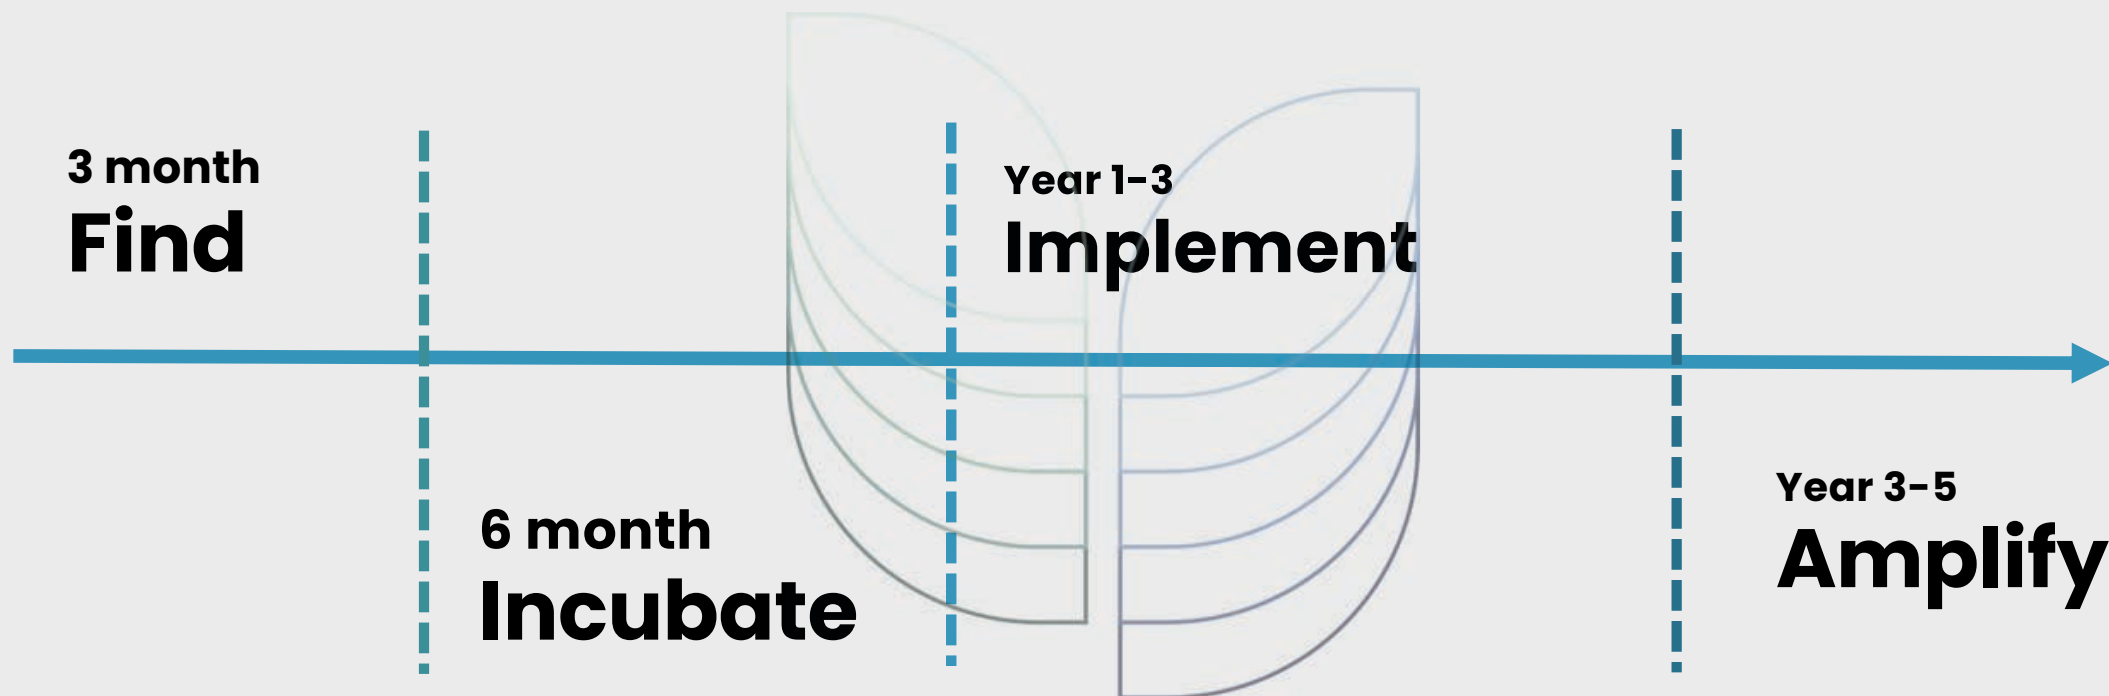 3 month
Find
6 month
Incubate
Year 1-3
Implement
Year 3-5
Amplify